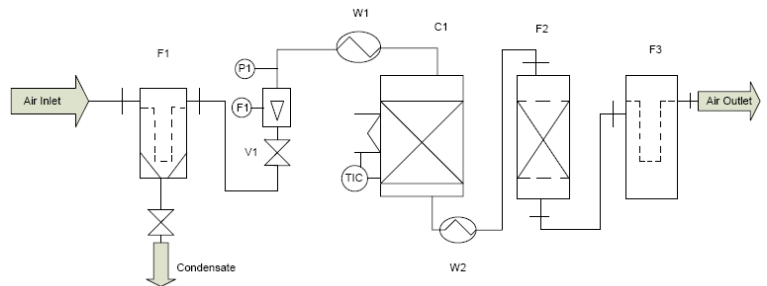 W1
C1
F1
F2
F3
P1
Air Inlet
F1
Air Outlet
V1
TIC
Condensate
W2